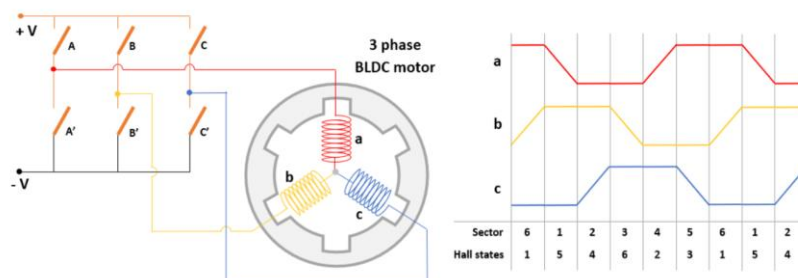 + V
A
B
C
3 phase
BLDC motor
A'
B'
C'
- V
a
b
c
a
b
c
Sector 6 1 2 3 4 5 6 1 2
Hall states 1 5 4 6 2 3 1 5 4